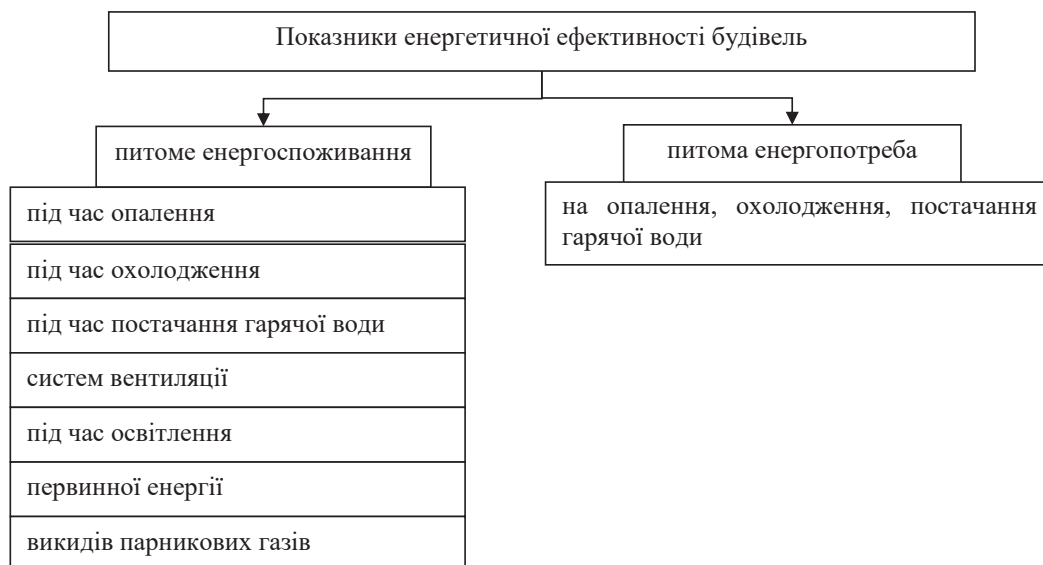 Показники енергетичної ефективності будівель
питоме енергоспоживання
під час опалення
під час охолодження
під час постачання гарячої води
систем вентиляції
під час освітлення
первинної енергії
викидів парникових газів
питома енергопотреба
на опалення, охолодження, постачання
гарячої води